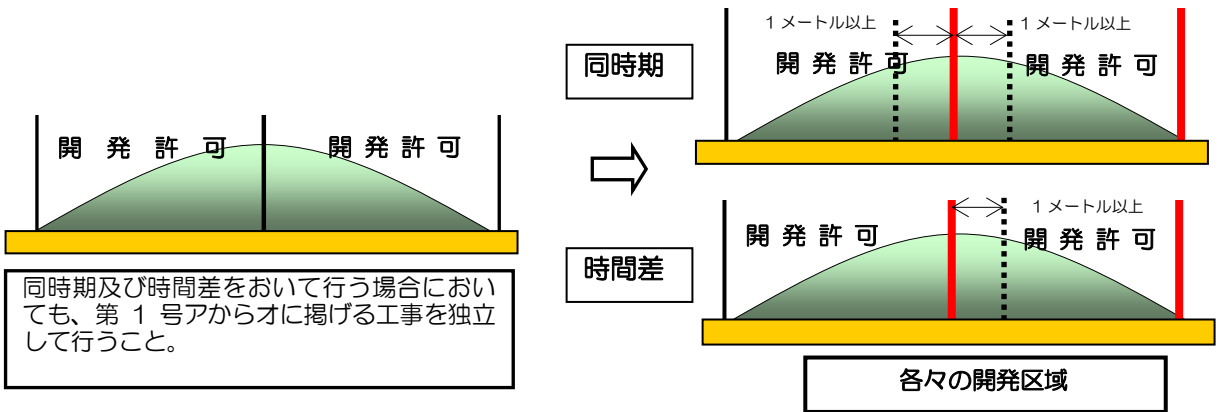 開発許可 開発許可
同時期及び時間差をおいて行う場合におい
ても、第 1 号アからオに掲げる工事を独立
して行うこと。
同時期
1 メートル以上 1 メートル以上
開発許可 開発許可
時間差
1 メートル以上
開発許可 開発許可
各々の開発区域